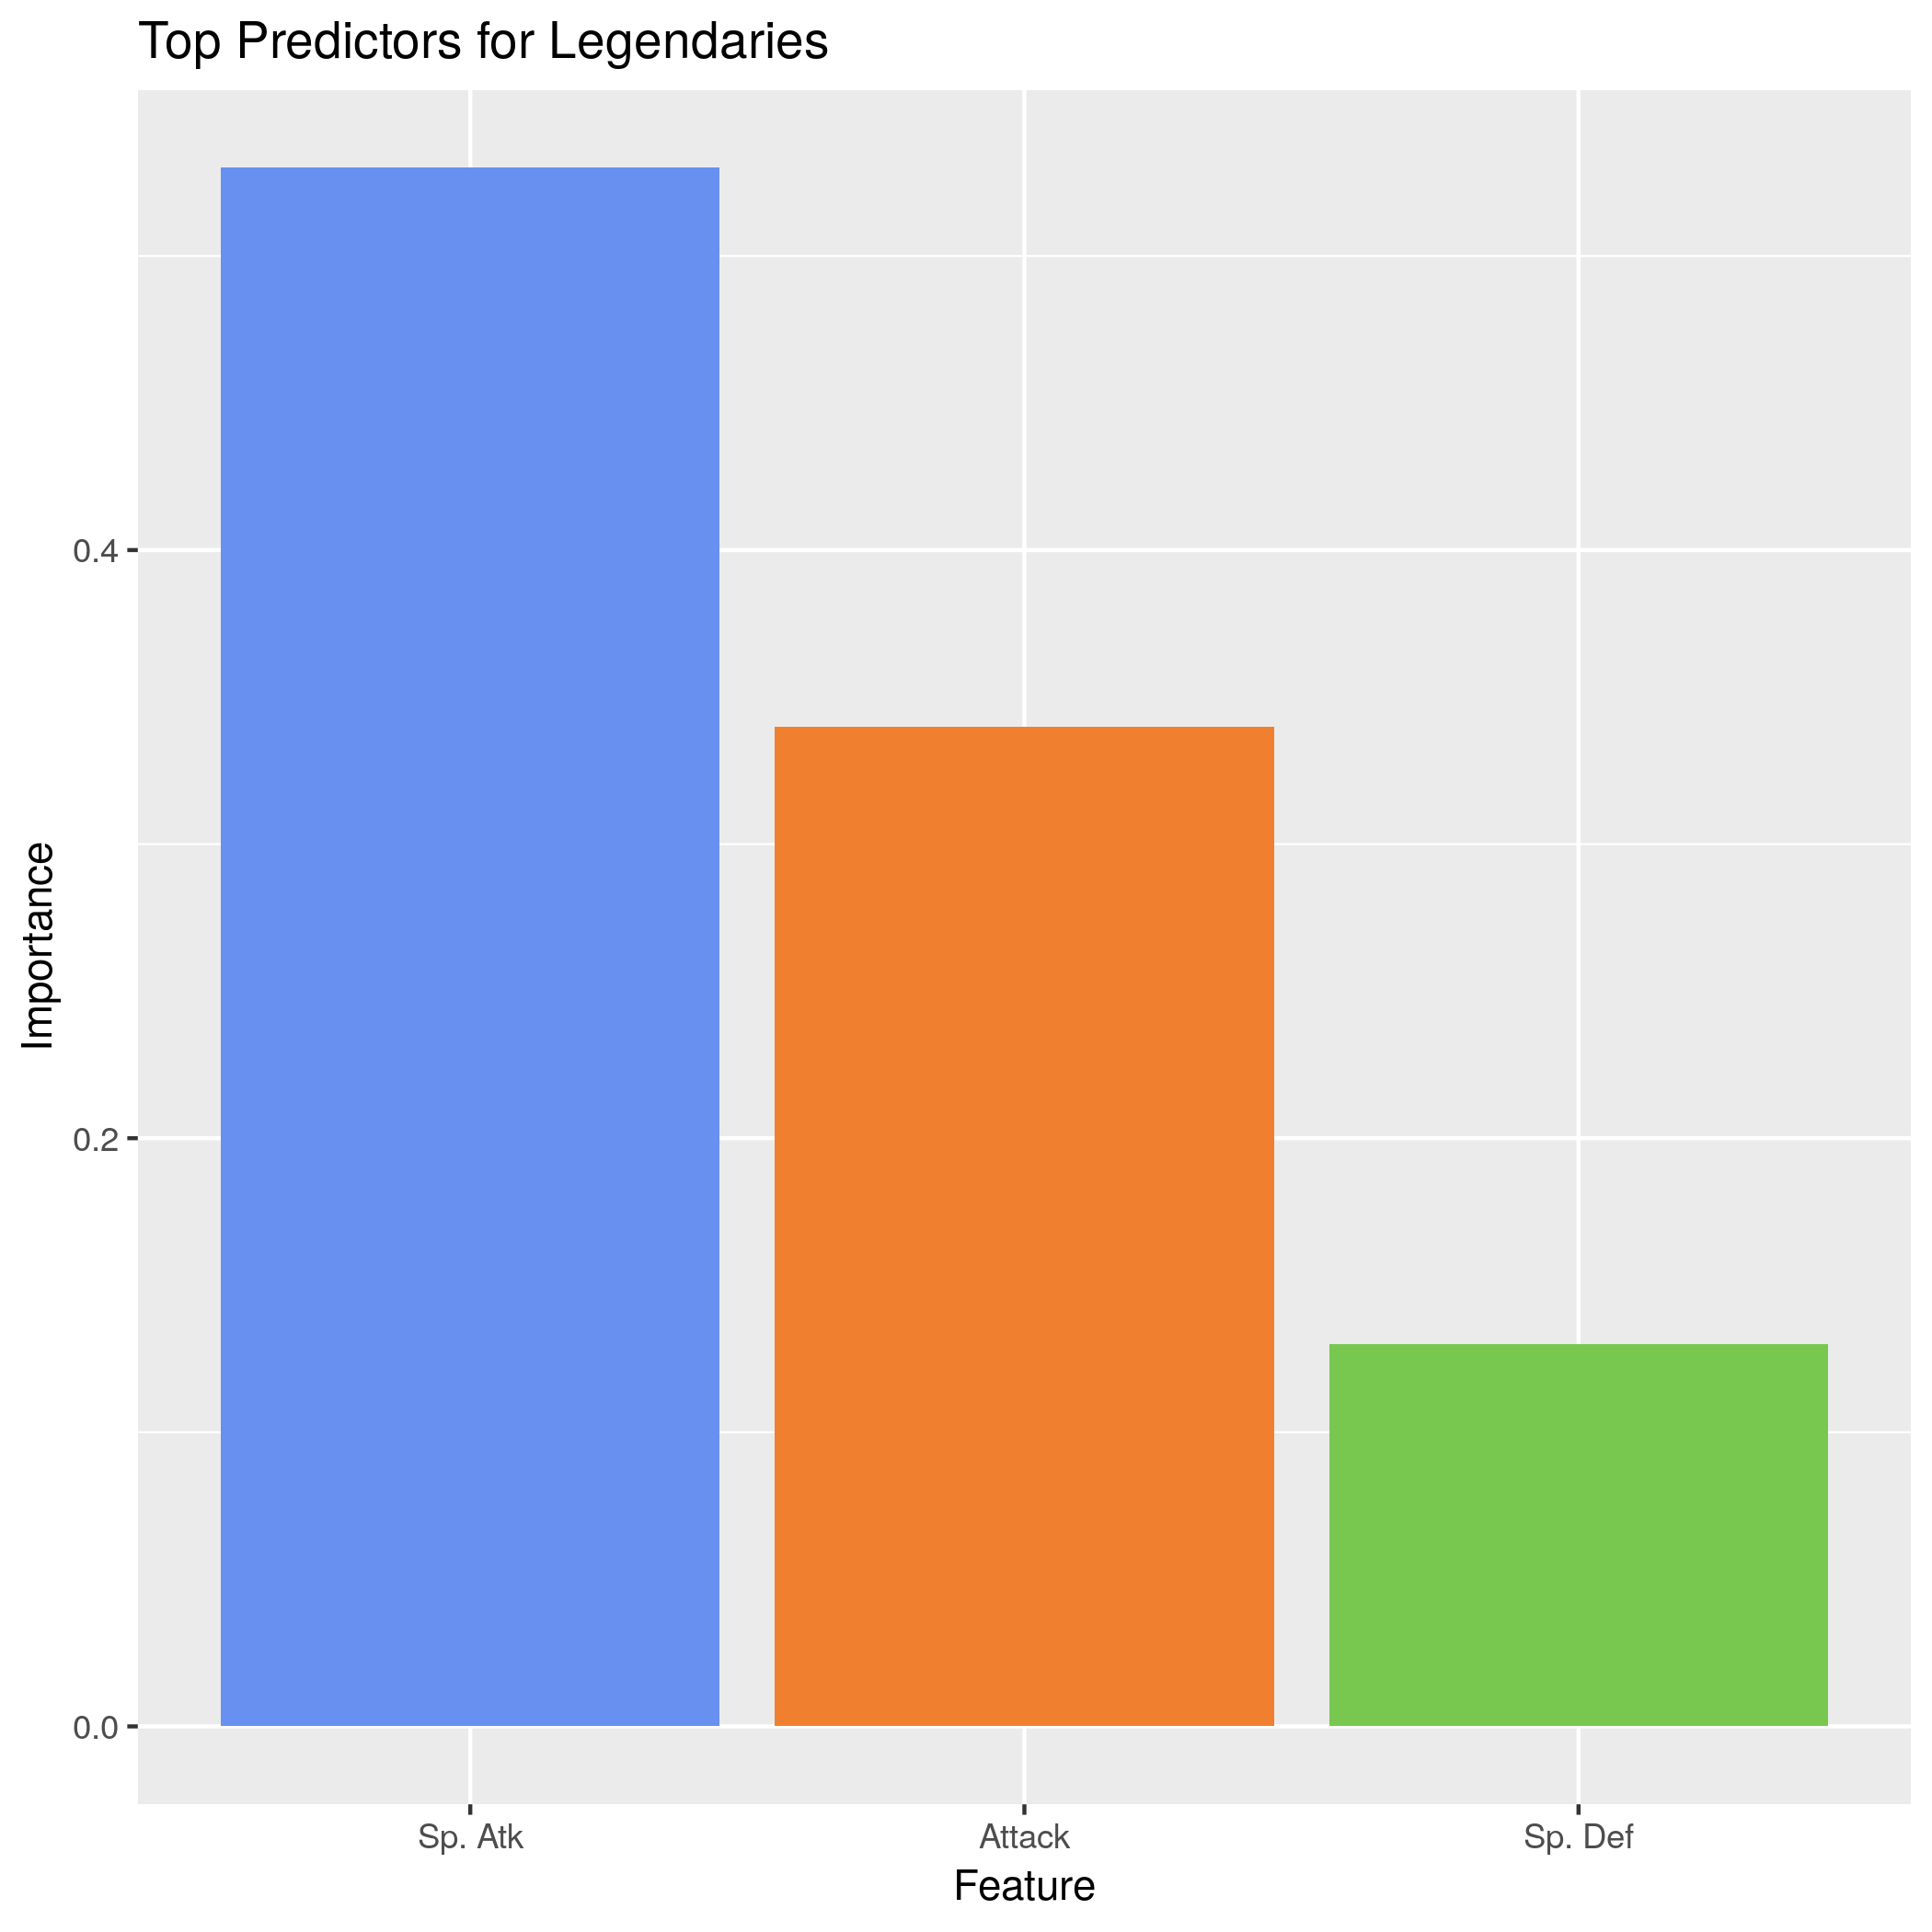 Top Predictors for Legendaries
Importance
0.4
0.2
0.0
Sp. Atk
Attack
Sp. Def
Feature